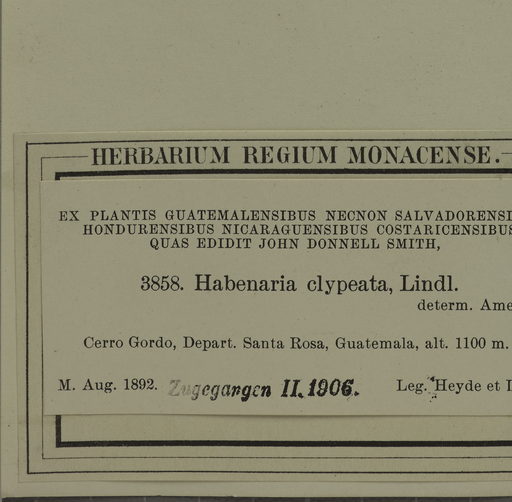 HERBARIUM REGIUM MONACENSE.
EX PLANTIS GUATEMALENSIBUS NECNON SALVADORENSI
HONDURENSIBUS NICARAGUENSIBUS COSTARICENSIBUS
QUAS EDIDIT JOHN DONNELL SMITH,
3858. Habenaria clypeata, Lindl.
determ. Ame
Cerro Gordo, Depart. Santa Rosa, Guatemala, alt. 1100 m.
M. Aug. 1892. Zugegangen II. 1906. Leg. Heyde et